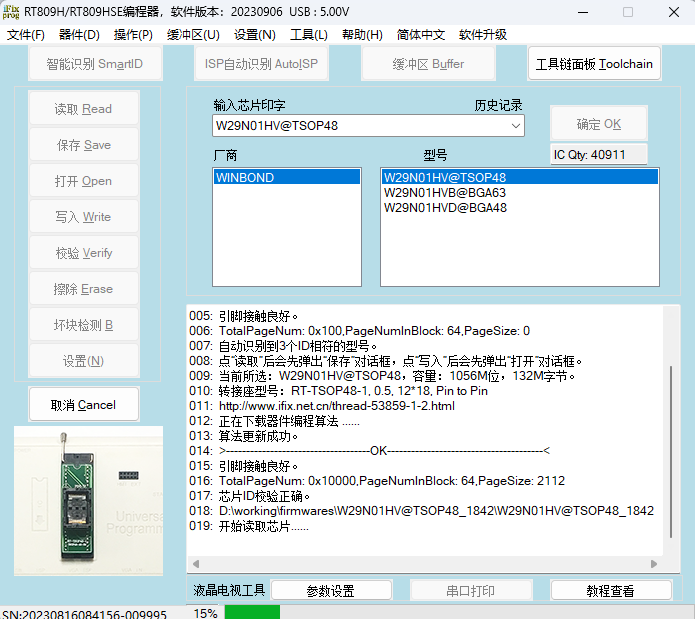 iFix prog RT809H/RT809HSE编程器，软件版本：20230906 USB : 5.00V
文件(F) 器件(D) 操作(P) 缓冲区(U) 设置(N) 工具(L) 帮助(H) 简体中文 软件升级
智能识别 SmartID ISP自动识别 AutoISP 缓冲区 Buffer 工具链面板 Toolchain
读取 Read
保存 Save
打开 Open
写入 Write
校验 Verify
擦除 Erase
坏块检测 B
设置(N)
取消 Cancel
输入芯片印字 历史记录
W29N01HV@TSOP48 确定 OK
厂商 型号 IC Qty: 40911
WINBOND
W29N01HV@TSOP48
W29N01HVB@BGA63
W29N01HVD@BGA48
005: 引脚接触良好。
006: TotalPageNum: 0x100,PageNumInBlock: 64,PageSize: 0
007: 自动识别到3个ID相符的型号。
008: 点"读取"后会先弹出"保存"对话框，点"写入"后会先弹出"打开"对话框。
009: 当前所选：W29N01HV@TSOP48，容量：1056M位，132M字节。
010: 转接座型号：RT-TSOP48-1, 0.5, 12*18, Pin to Pin
011: http://www.ifix.net.cn/thread-53859-1-2.html
012: 正在下载器件编程算法 ......
013: 算法更新成功。
014: >------------------------------------OK---------------------------------------<
015: 引脚接触良好。
016: TotalPageNum: 0x10000,PageNumInBlock: 64,PageSize: 2112
017: 芯片ID校验正确。
018: D:\working\firmwares\W29N01HV@TSOP48_1842\W29N01HV@TSOP48_1842
019: 开始读取芯片......
Universa
Programm
液晶电视工具 参数设置 串口打印 教程查看
SN:20230816084156-009995 15%